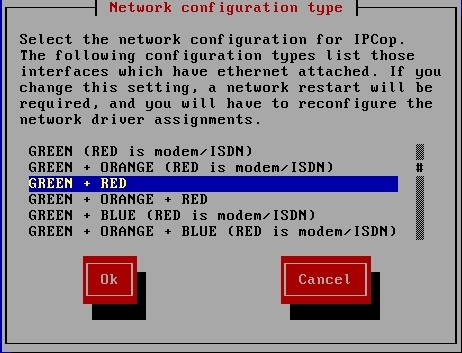 Network configuration type
Select the network configuration for IPCop.
The following configuration types list those
interfaces which have ethernet attached. If you
change this setting, a network restart will be
required, and you will have to reconfigure the
network driver assignments.
GREEN (RED is modem/ISDN)
GREEN + ORANGE (RED is modem/ISDN)
GREEN + RED
GREEN + ORANGE + RED
GREEN + BLUE (RED is modem/ISDN)
GREEN + ORANGE + BLUE (RED is modem/ISDN)
#
Ok
Cancel